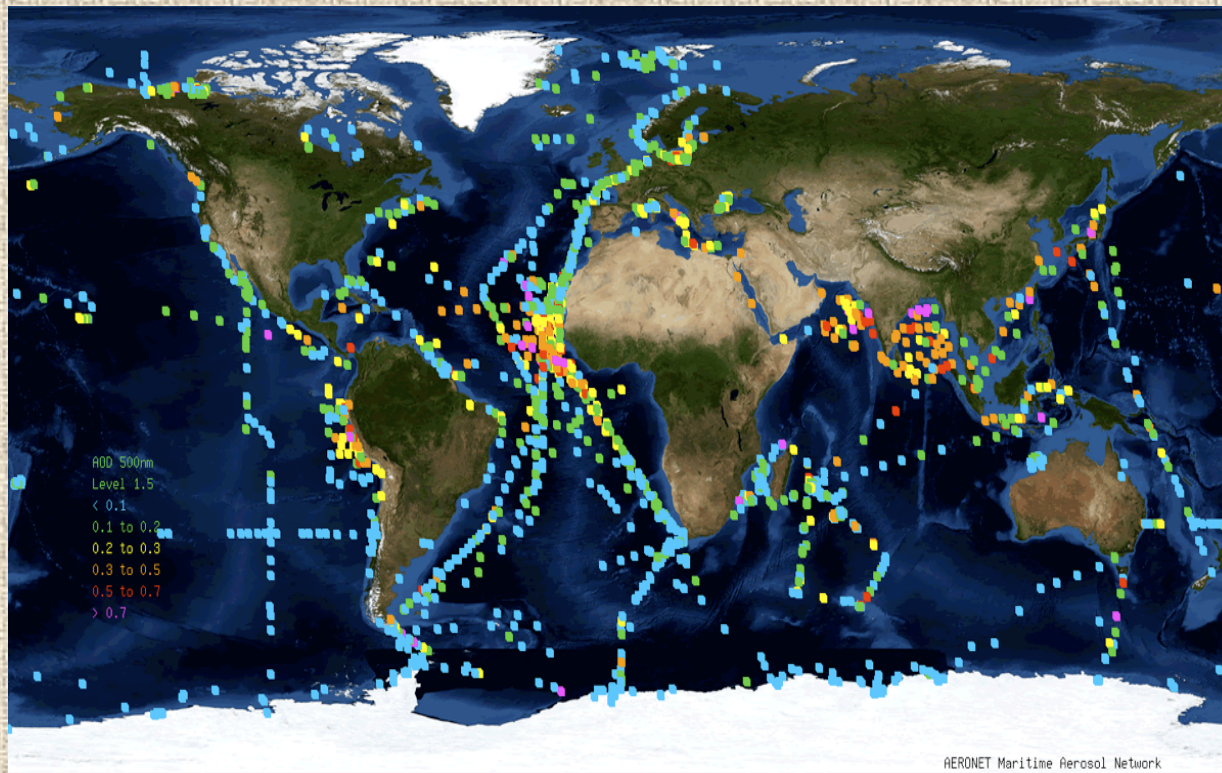 AOD 500nm
Level 1.5
< 0.1
0.1 to 0.2
0.2 to 0.3
0.3 to 0.5
0.5 to 0.7
> 0.7
AERONET Maritime Aerosol Network